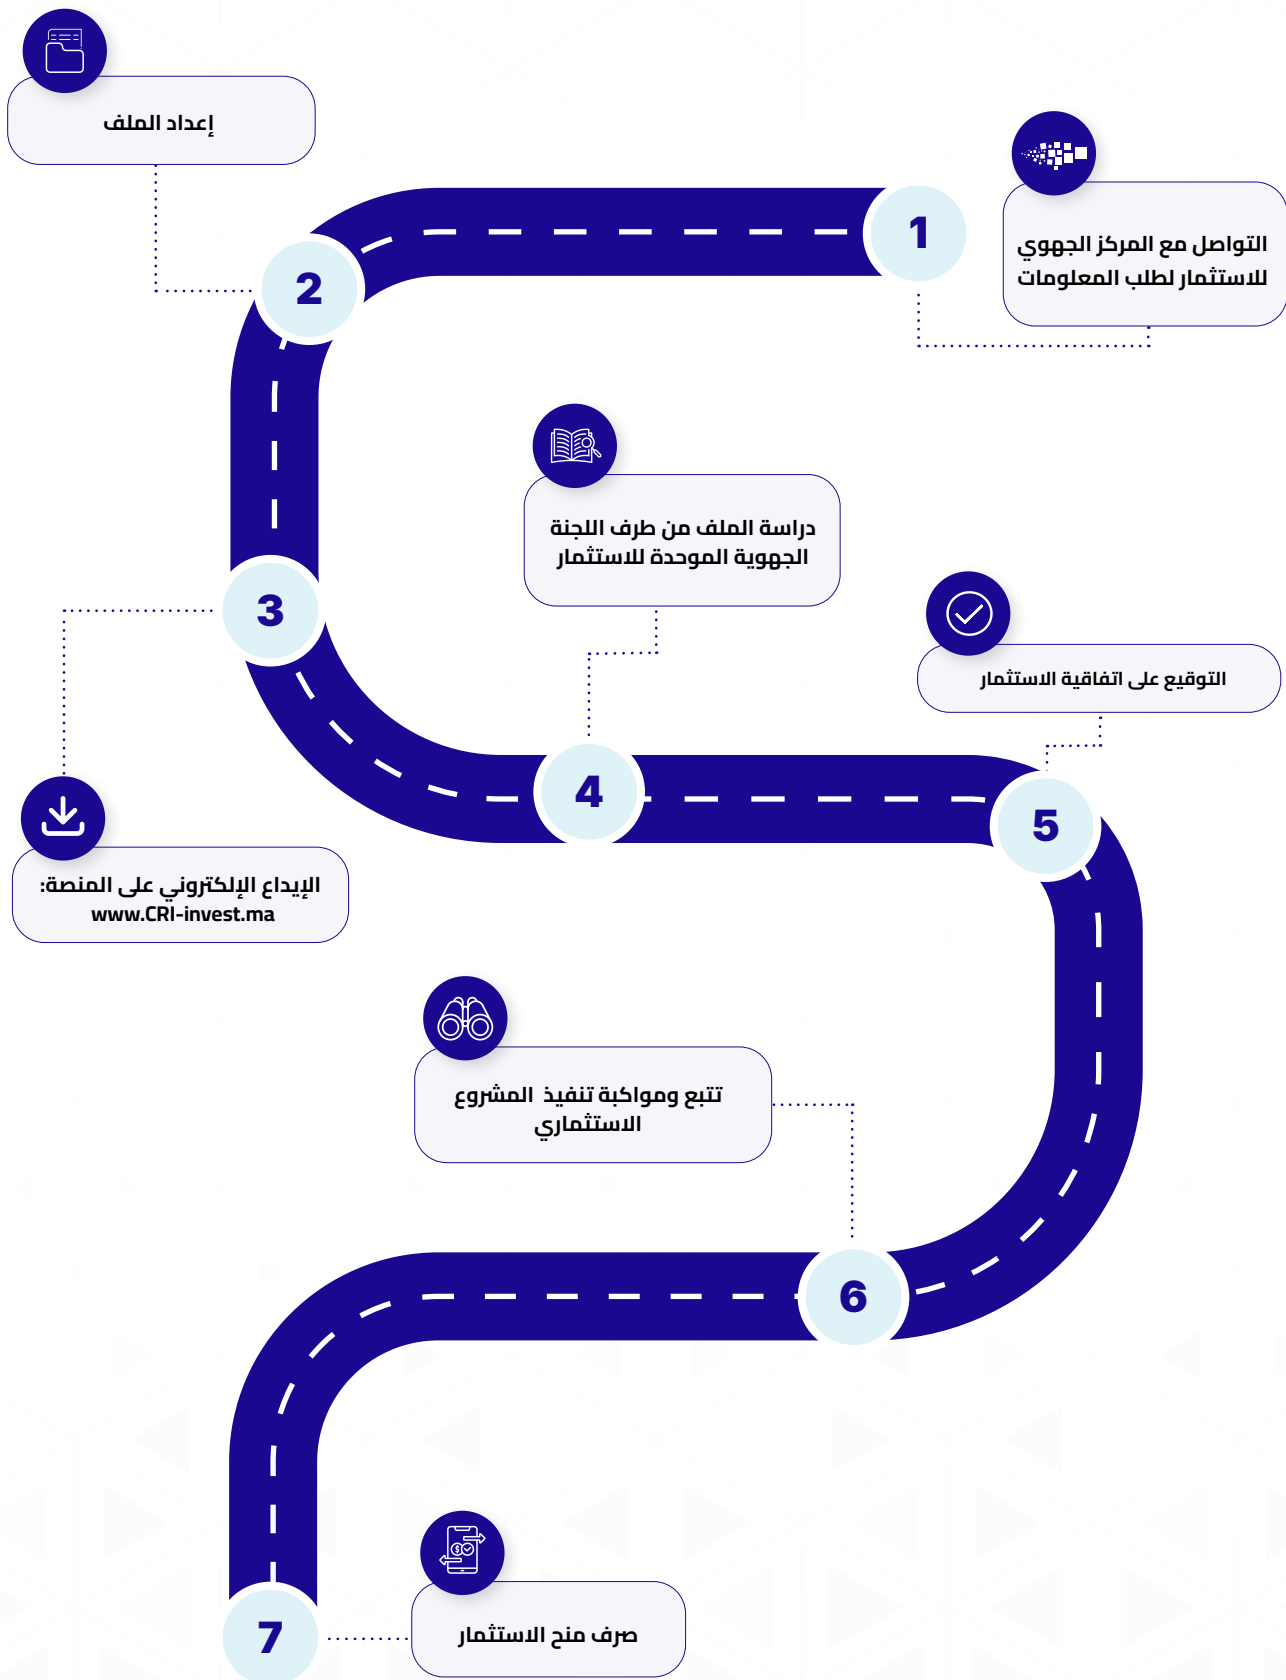 1
التواصل مع المركز الجهوي
للاستثمار لطلب المعلومات
2
إعداد الملف
3
الإيداع الإلكتروني على المنصة:
www.CRI-invest.ma
4
دراسة الملف من طرف اللجنة
الجهوية الموحدة للاستثمار
5
التوقيع على اتفاقية الاستثمار
6
تتبع ومواكبة تنفيذ المشروع
الاستثماري
7
صرف منح الاستثمار